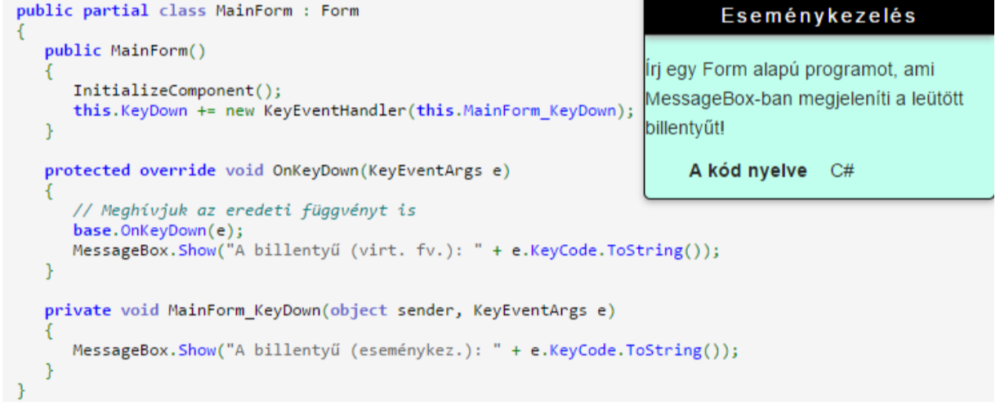 public partial class MainForm : Form
{
public MainForm()
{
InitializeComponent();
this.KeyDown += new KeyEventHandler(this.MainForm_KeyDown);
}
protected override void OnKeyDown(KeyEventArgs e)
{
// Meghívjuk az eredeti függvényt is
base.OnKeyDown(e);
MessageBox.Show("A billentyű (virt. fv.): " + e.KeyCode.ToString());
}
private void MainForm_KeyDown(object sender, KeyEventArgs e)
{
MessageBox.Show("A billentyű (eseménykez.): " + e.KeyCode.ToString());
}
}
Eseménykezelés
Írj egy Form alapú programot, ami
MessageBox-ban megjeleníti a leütött
billentyűt!
A kód nyelve C#